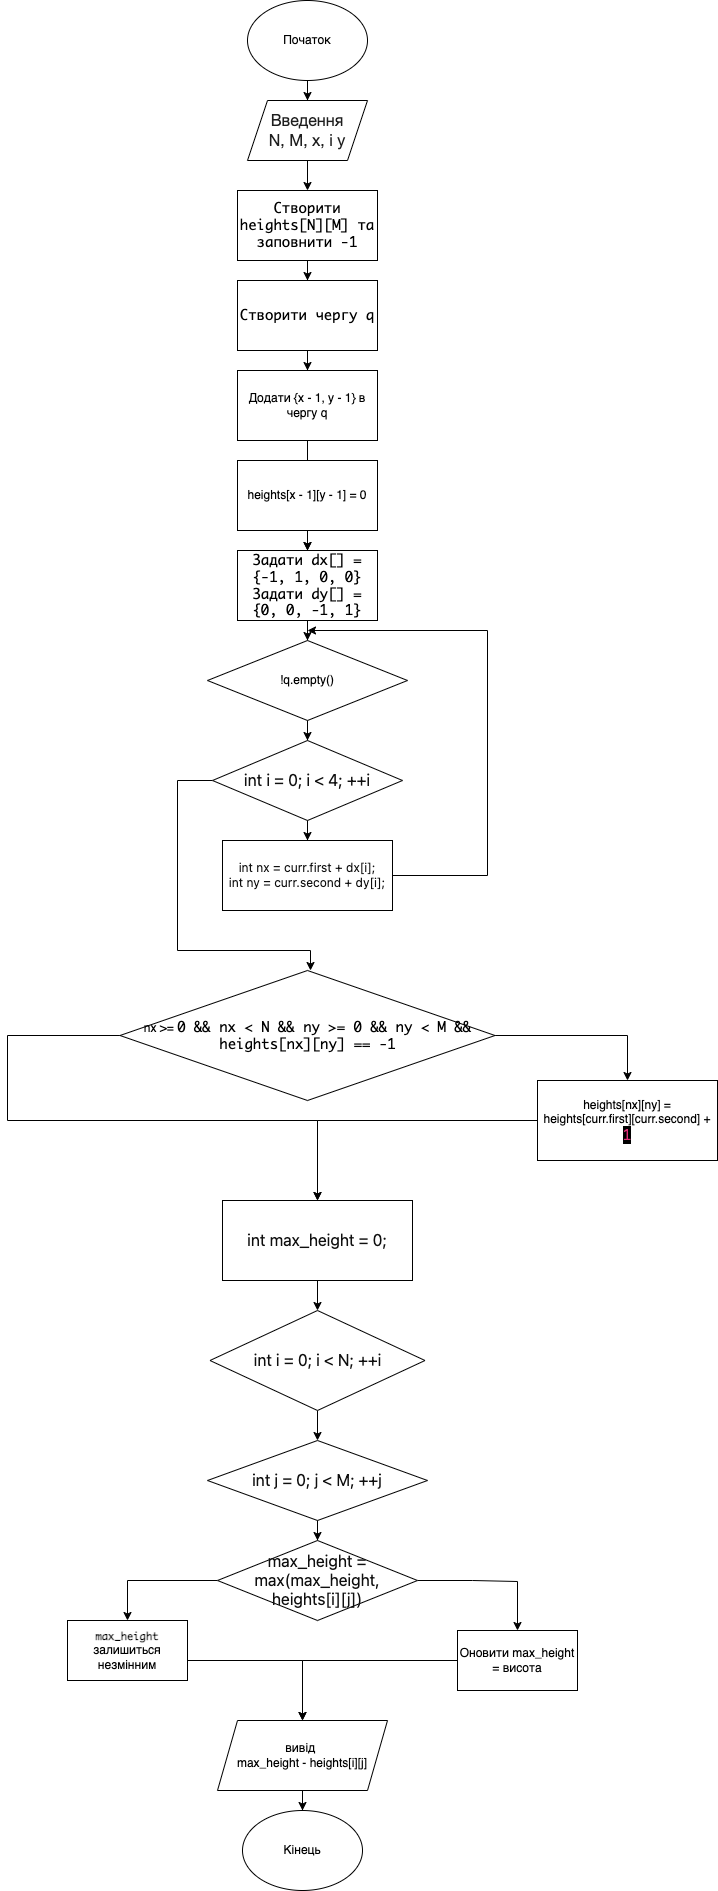 Початок
Введення
N, M, x, і y
Створити
heights[N][M] та
заповнити -1
Створити чергу q
Додати {x - 1, y - 1} в
чергу q
heights[x - 1][y - 1] = 0
Задати dx[] =
{-1, 1, 0, 0}
Задати dy[] =
{0, 0, -1, 1}
!q.empty()
int i = 0; i < 4; ++i
int nx = curr.first + dx[i];
int ny = curr.second + dy[i];
nx >= 0 && nx < N && ny >= 0 && ny < M &&
heights[nx][ny] == -1
heights[nx][ny] =
heights[curr.first][curr.second] +
1
int max_height = 0;
int i = 0; i < N; ++i
int j = 0; j < M; ++j
max_height =
max(max_height,
heights[i][j])
max_height
залишиться
незмінним
Оновити max_height
= висота
вивід
max_height - heights[i][j]
Кінець